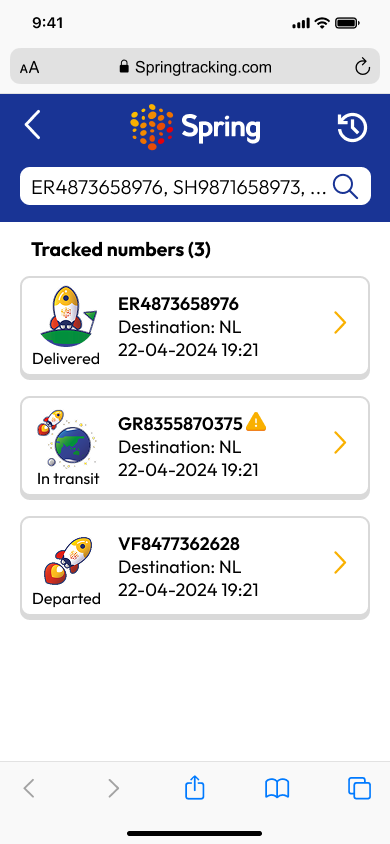 9:41
AA
Springtracking.com
Spring
ER4873658976, SH9871658973, ...
Tracked numbers (3)
ER4873658976
Destination: NL
22-04-2024 19:21
Delivered
GR8355870375
Destination: NL
22-04-2024 19:21
In transit
VF8477362628
Destination: NL
22-04-2024 19:21
Departed